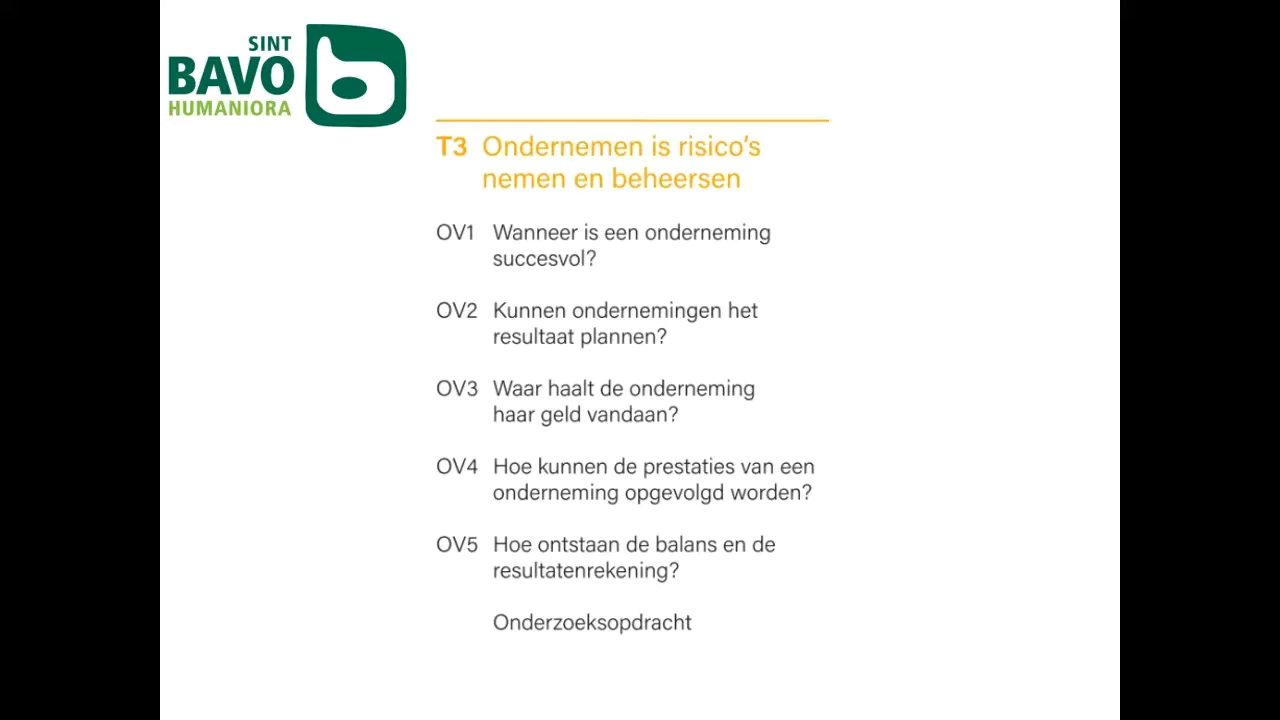 SINT
BAVO
HUMANIORA
T3 Ondernemen is risico's
nemen en beheersen
OV1 Wanneer is een onderneming
succesvol?
OV2 Kunnen ondernemingen het
resultaat plannen?
OV3 Waar haalt de onderneming
haar geld vandaan?
OV4 Hoe kunnen de prestaties van een
onderneming opgevolgd worden?
OV5 Hoe ontstaan de balans en de
resultatenrekening?
Onderzoeksopdracht